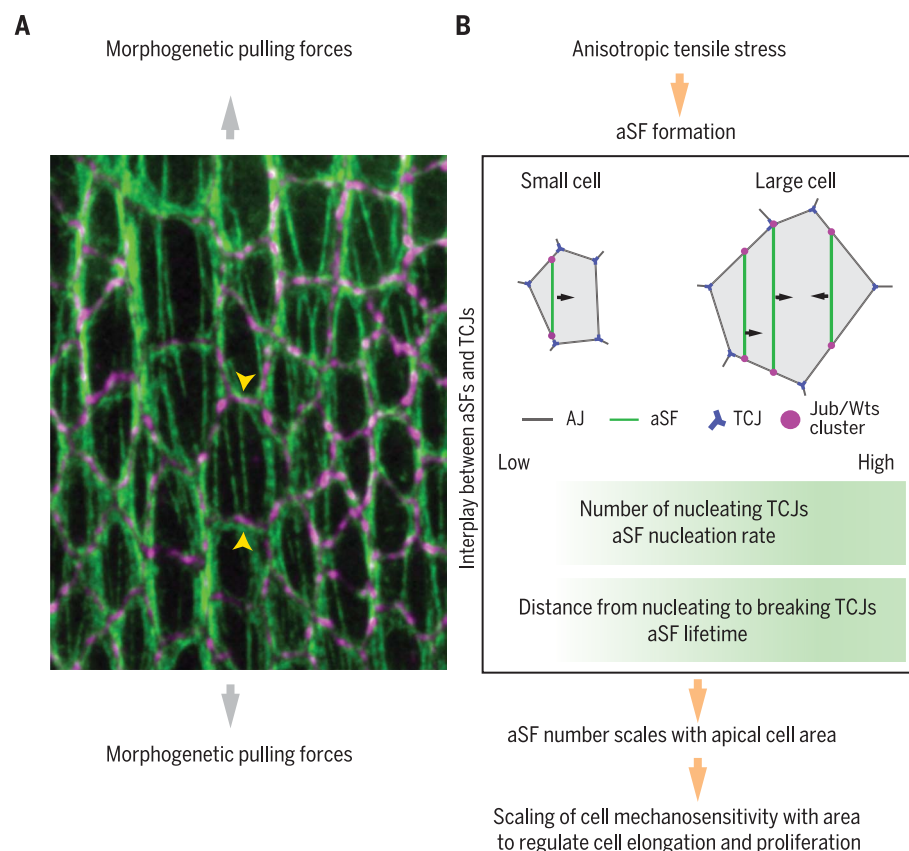 A
Morphogenetic pulling forces
Morphogenetic pulling forces
B
Anisotropic tensile stress
aSF formation
Interplay between aSFs and TCJs
Small cell
Large cell
AJ
aSF
TCJ
Jub/Wts
cluster
Low
High
Number of nucleating TCJs
aSF nucleation rate
Distance from nucleating to breaking TCJs
aSF lifetime
aSF number scales with apical cell area
Scaling of cell mechanosensitivity with area
to regulate cell elongation and proliferation